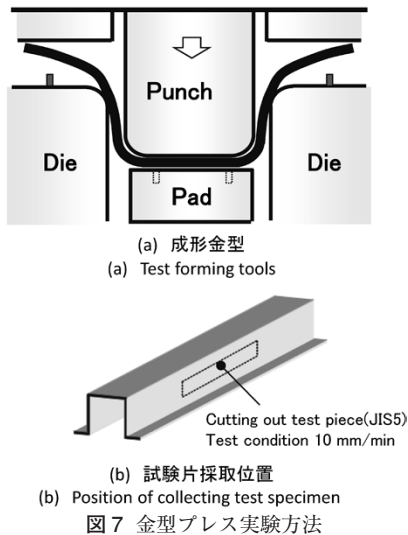 Punch
Die
Die
Pad
(a) 成形金型
(a) Test forming tools
Cutting out test piece(JIS5)
Test condition 10 mm/min
(b) 試験片採取位置
(b) Position of collecting test specimen
図7 金型プレス実験方法